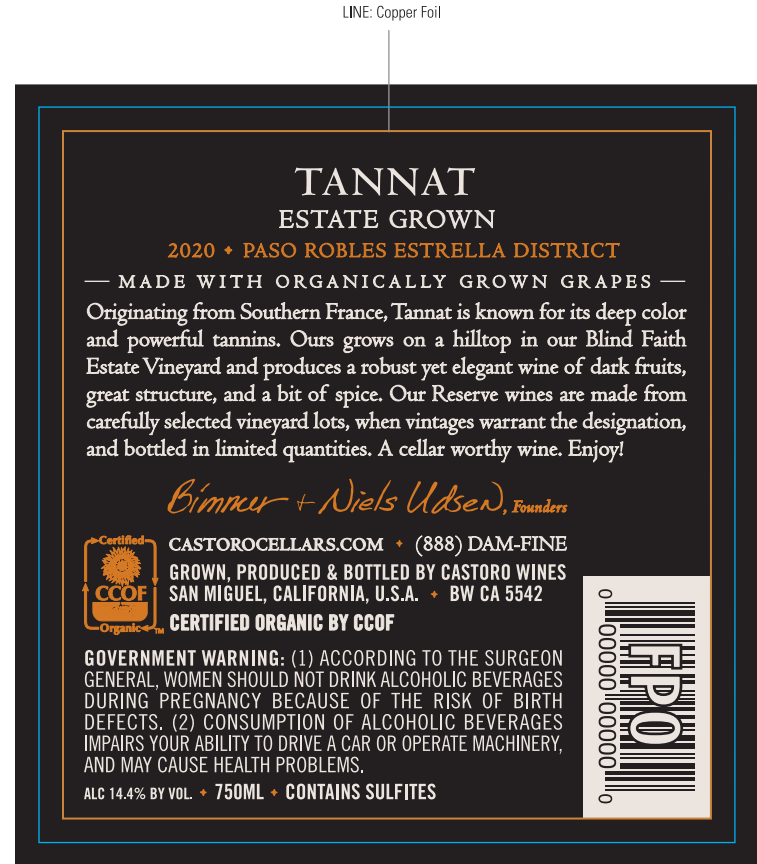 LINE: Copper Foil
TANNAT
ESTATE GROWN
2020 ✦ PASO ROBLES ESTRELLA DISTRICT
— MADE WITH ORGANICALLY GROWN GRAPES —
Originating from Southern France, Tannat is known for its deep color
and powerful tannins. Ours grows on a hilltop in our Blind Faith
Estate Vineyard and produces a robust yet elegant wine of dark fruits,
great structure, and a bit of spice. Our Reserve wines are made from
carefully selected vineyard lots, when vintages warrant the designation,
and bottled in limited quantities. A cellar worthy wine. Enjoy!
Bimmer + Niels Udsen, Founders
Certified
CCOF
Organic™
CASTOROCELLARS.COM ✦ (888) DAM-FINE
GROWN, PRODUCED & BOTTLED BY CASTORO WINES
SAN MIGUEL, CALIFORNIA, U.S.A. ✦ BW CA 5542
CERTIFIED ORGANIC BY CCOF
GOVERNMENT WARNING: (1) ACCORDING TO THE SURGEON
GENERAL, WOMEN SHOULD NOT DRINK ALCOHOLIC BEVERAGES
DURING PREGNANCY BECAUSE OF THE RISK OF BIRTH
DEFECTS. (2) CONSUMPTION OF ALCOHOLIC BEVERAGES
IMPAIRS YOUR ABILITY TO DRIVE A CAR OR OPERATE MACHINERY,
AND MAY CAUSE HEALTH PROBLEMS.
ALC 14.4% BY VOL. ✦ 750ML ✦ CONTAINS SULFITES
FPO
0 00000 00000 0